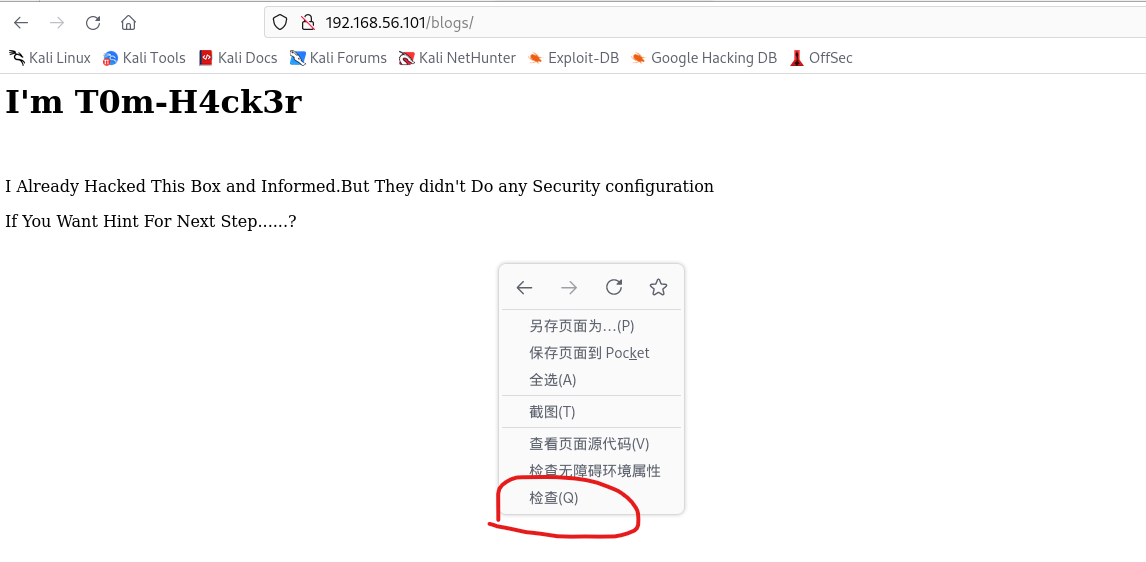 192.168.56.101/blogs/
Kali Linux Kali Tools Kali Docs Kali Forums Kali NetHunter Exploit-DB Google Hacking DB OffSec
I'm T0m-H4ck3r
I Already Hacked This Box and Informed.But They didn't Do any Security configuration
If You Want Hint For Next Step......?
另存页面为…(P)
保存页面到 Pocket
全选(A)
截图(T)
查看页面源代码(V)
检查无障碍环境属性
检查(Q)